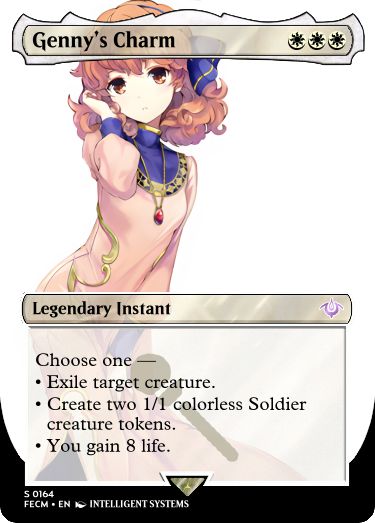 Genny's Charm
Legendary Instant
Choose one —
• Exile target creature.
• Create two 1/1 colorless Soldier
creature tokens.
• You gain 8 life.
S 0164
FECM • EN INTELLIGENT SYSTEMS